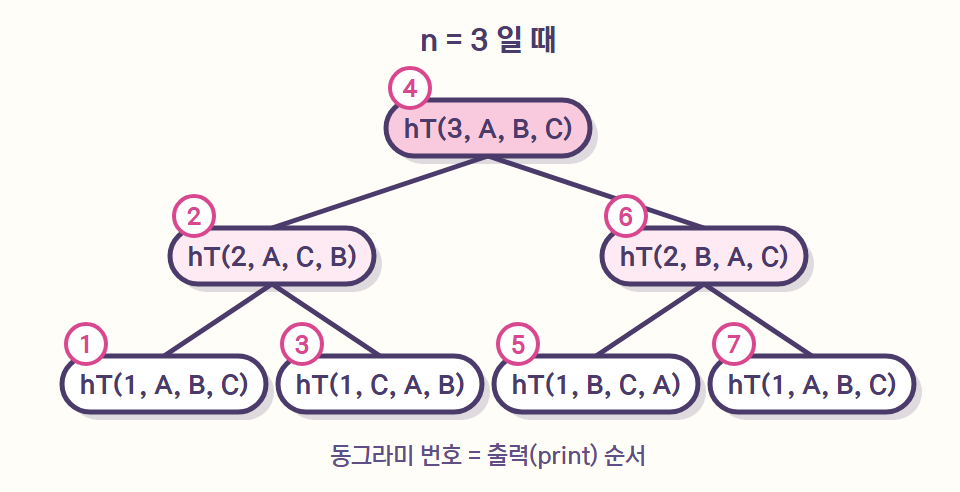 n = 3 일 때
4
hT(3, A, B, C)
2
6
hT(2, A, C, B)
hT(2, B, A, C)
1
3
5
7
hT(1, A, B, C)
hT(1, C, A, B)
hT(1, B, C, A)
hT(1, A, B, C)
동그라미 번호 = 출력(print) 순서